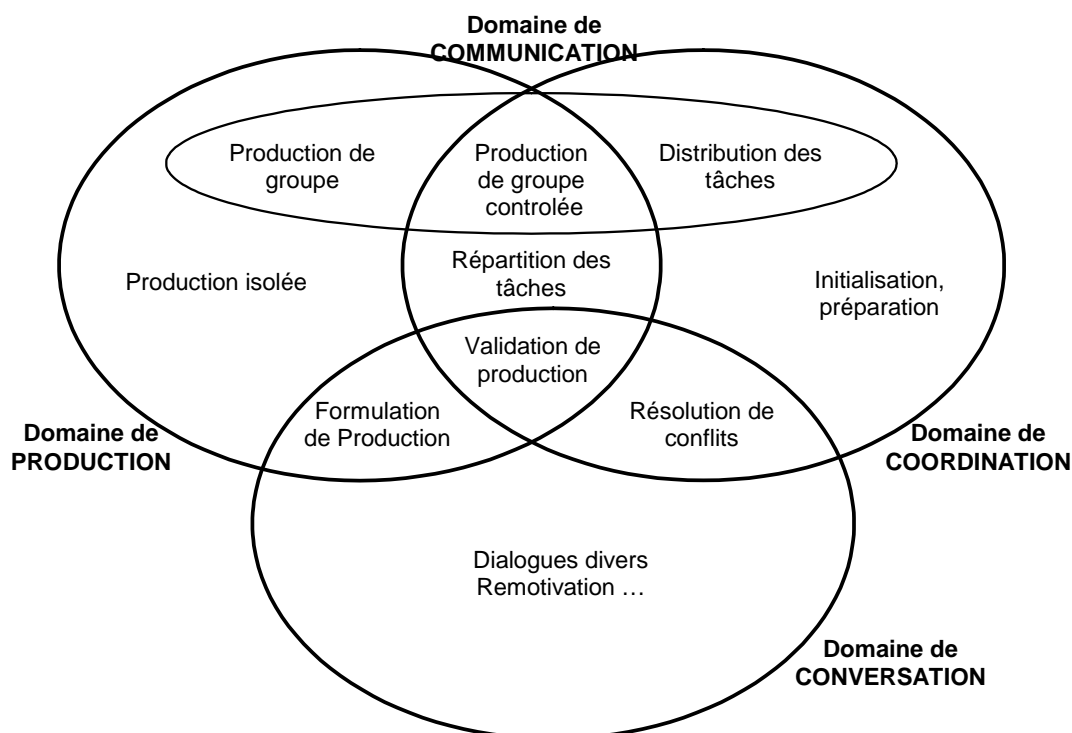 Domaine de
COMMUNICATION
Production de
groupe
Production
de groupe
controlée
Distribution des
tâches
Production isolée
Répartition des
tâches
Initialisation,
préparation
Validation de
production
Formulation
de Production
Résolution de
conflits
Domaine de
PRODUCTION
Domaine de
COORDINATION
Dialogues divers
Remotivation …
Domaine de
CONVERSATION